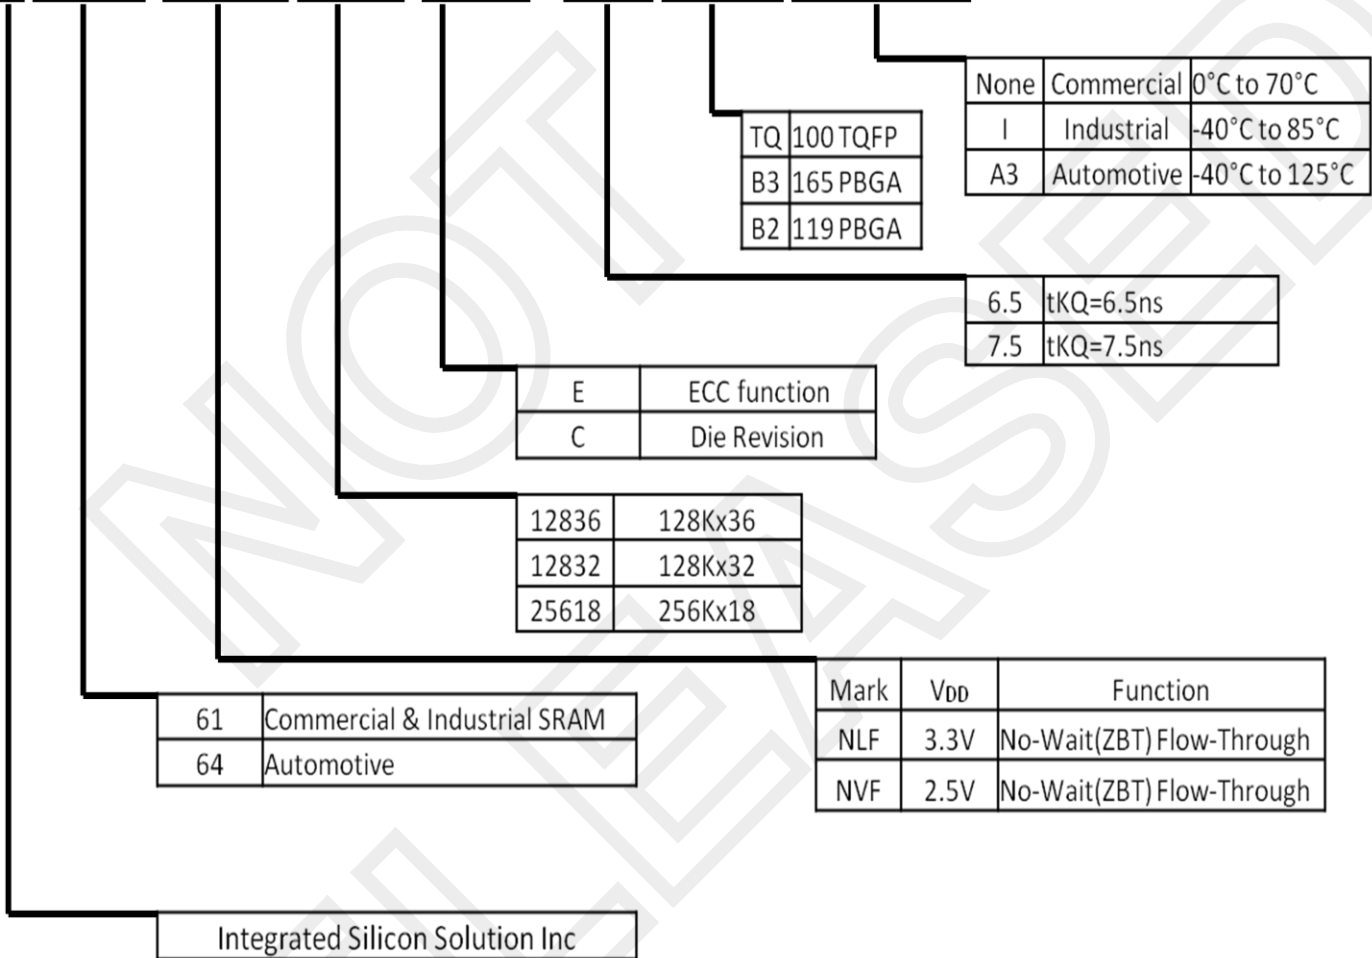 None Commercial 0°C to 70°C
I Industrial -40°C to 85°C
A3 Automotive -40°C to 125°C
TQ 100 TQFP
B3 165 PBGA
B2 119 PBGA
6.5 tKQ=6.5ns
7.5 tKQ=7.5ns
E ECC function
C Die Revision
12836 128Kx36
12832 128Kx32
25618 256Kx18
Mark VDD Function
NLF 3.3V No-Wait(ZBT) Flow-Through
NVF 2.5V No-Wait(ZBT) Flow-Through
61 Commercial & Industrial SRAM
64 Automotive
Integrated Silicon Solution Inc
NOT
RELEASED